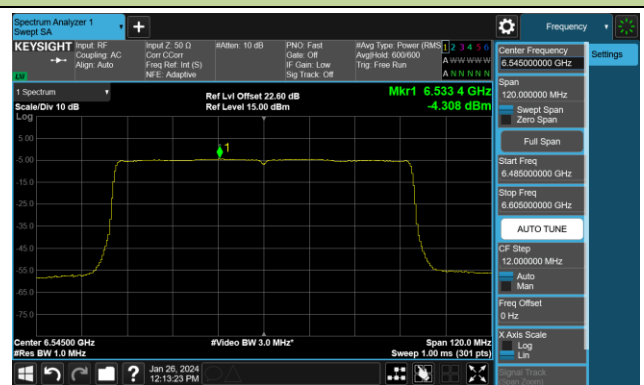 Spectrum Analyzer 1
Swept SA
+
Frequency
KEYSIGHT
Input: RF
Coupling: AC
Align: Auto
Input Z: 50 Ω
Corr CCorr
Freq Ref: Int (S)
NFE: Adaptive
#Atten: 10 dB
PNO: Fast
Gate: Off
IF Gain: Low
Sig Track: Off
#Avg Type: Power (RMS
Avg|Hold: 600/600
Trig: Free Run
1 2 3 4 5 6
A W W W W W
A N N N N N
LW
1 Spectrum
Scale/Div 10 dB
Log
Ref Lvl Offset 22.60 dB
Ref Level 15.00 dBm
Mkr1 6.533 4 GHz
-4.308 dBm
1
5.00
-5.00
-15.0
-25.0
-35.0
-45.0
-55.0
-65.0
-75.0
Center 6.54500 GHz
#Res BW 1.0 MHz
#Video BW 3.0 MHz*
Span 120.0 MHz
Sweep 1.00 ms (301 pts)
Center Frequency
6.545000000 GHz
Span
120.000000 MHz
Swept Span
Zero Span
Full Span
Start Freq
6.485000000 GHz
Stop Freq
6.605000000 GHz
AUTO TUNE
CF Step
12.000000 MHz
Auto
Man
Freq Offset
0 Hz
X Axis Scale
Log
Lin
Signal Track
(Span Zoom)
Settings
?
Jan 26, 2024
12:13:23 PM